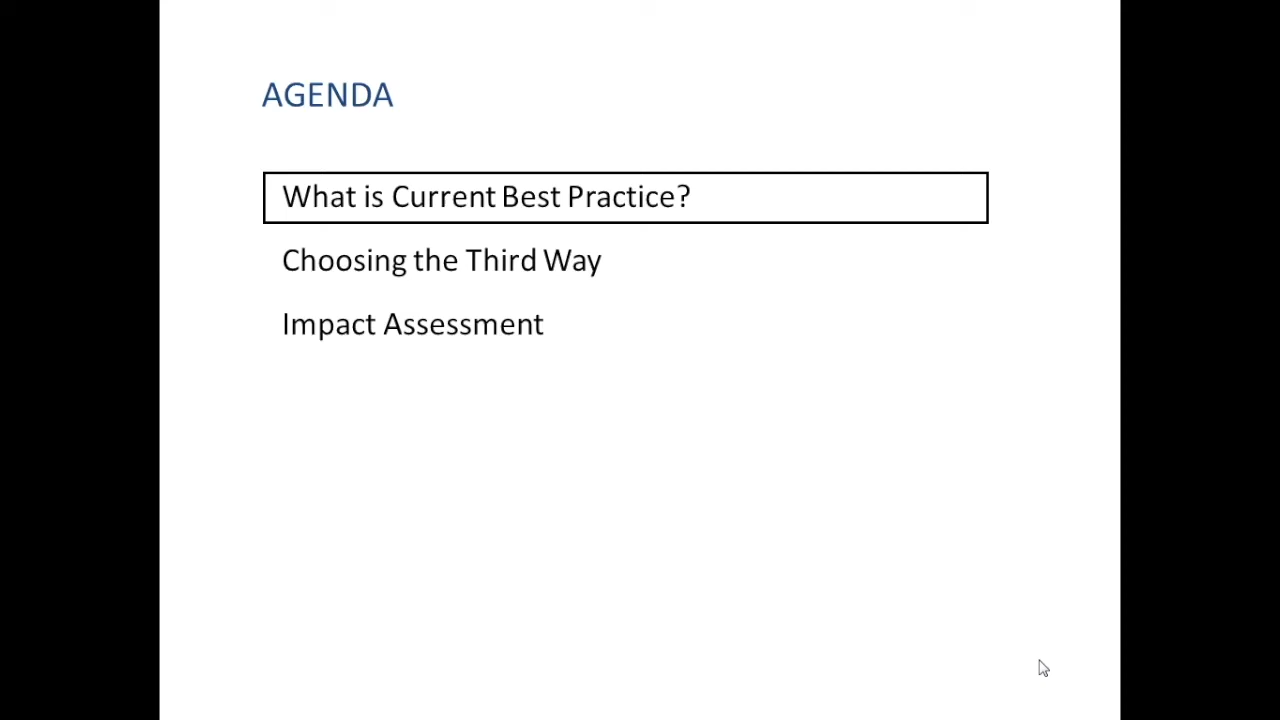 AGENDA
What is Current Best Practice?
Choosing the Third Way
Impact Assessment